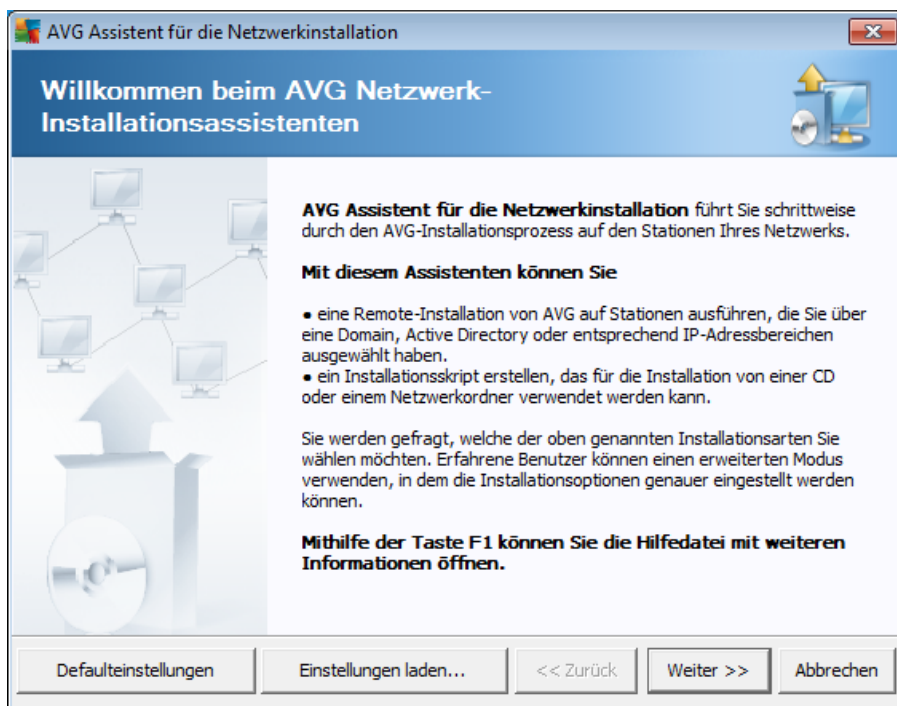 AVG Assistent für die Netzwerkinstallation
Willkommen beim AVG Netzwerk-
Installationsassistenten
AVG Assistent für die Netzwerkinstallation führt Sie schrittweise
durch den AVG-Installationsprozess auf den Stationen Ihres Netzwerks.
Mit diesem Assistenten können Sie
• eine Remote-Installation von AVG auf Stationen ausführen, die Sie über
eine Domain, Active Directory oder entsprechend IP-Adressbereichen
ausgewählt haben.
• ein Installationsskript erstellen, das für die Installation von einer CD
oder einem Netzwerkordner verwendet werden kann.
Sie werden gefragt, welche der oben genannten Installationsarten Sie
wählen möchten. Erfahrene Benutzer können einen erweiterten Modus
verwenden, in dem die Installationsoptionen genauer eingestellt werden
können.
Mithilfe der Taste F1 können Sie die Hilfedatei mit weiteren
Informationen öffnen.
Defaulteinstellungen
Einstellungen laden...
<< Zurück
Weiter >>
Abbrechen